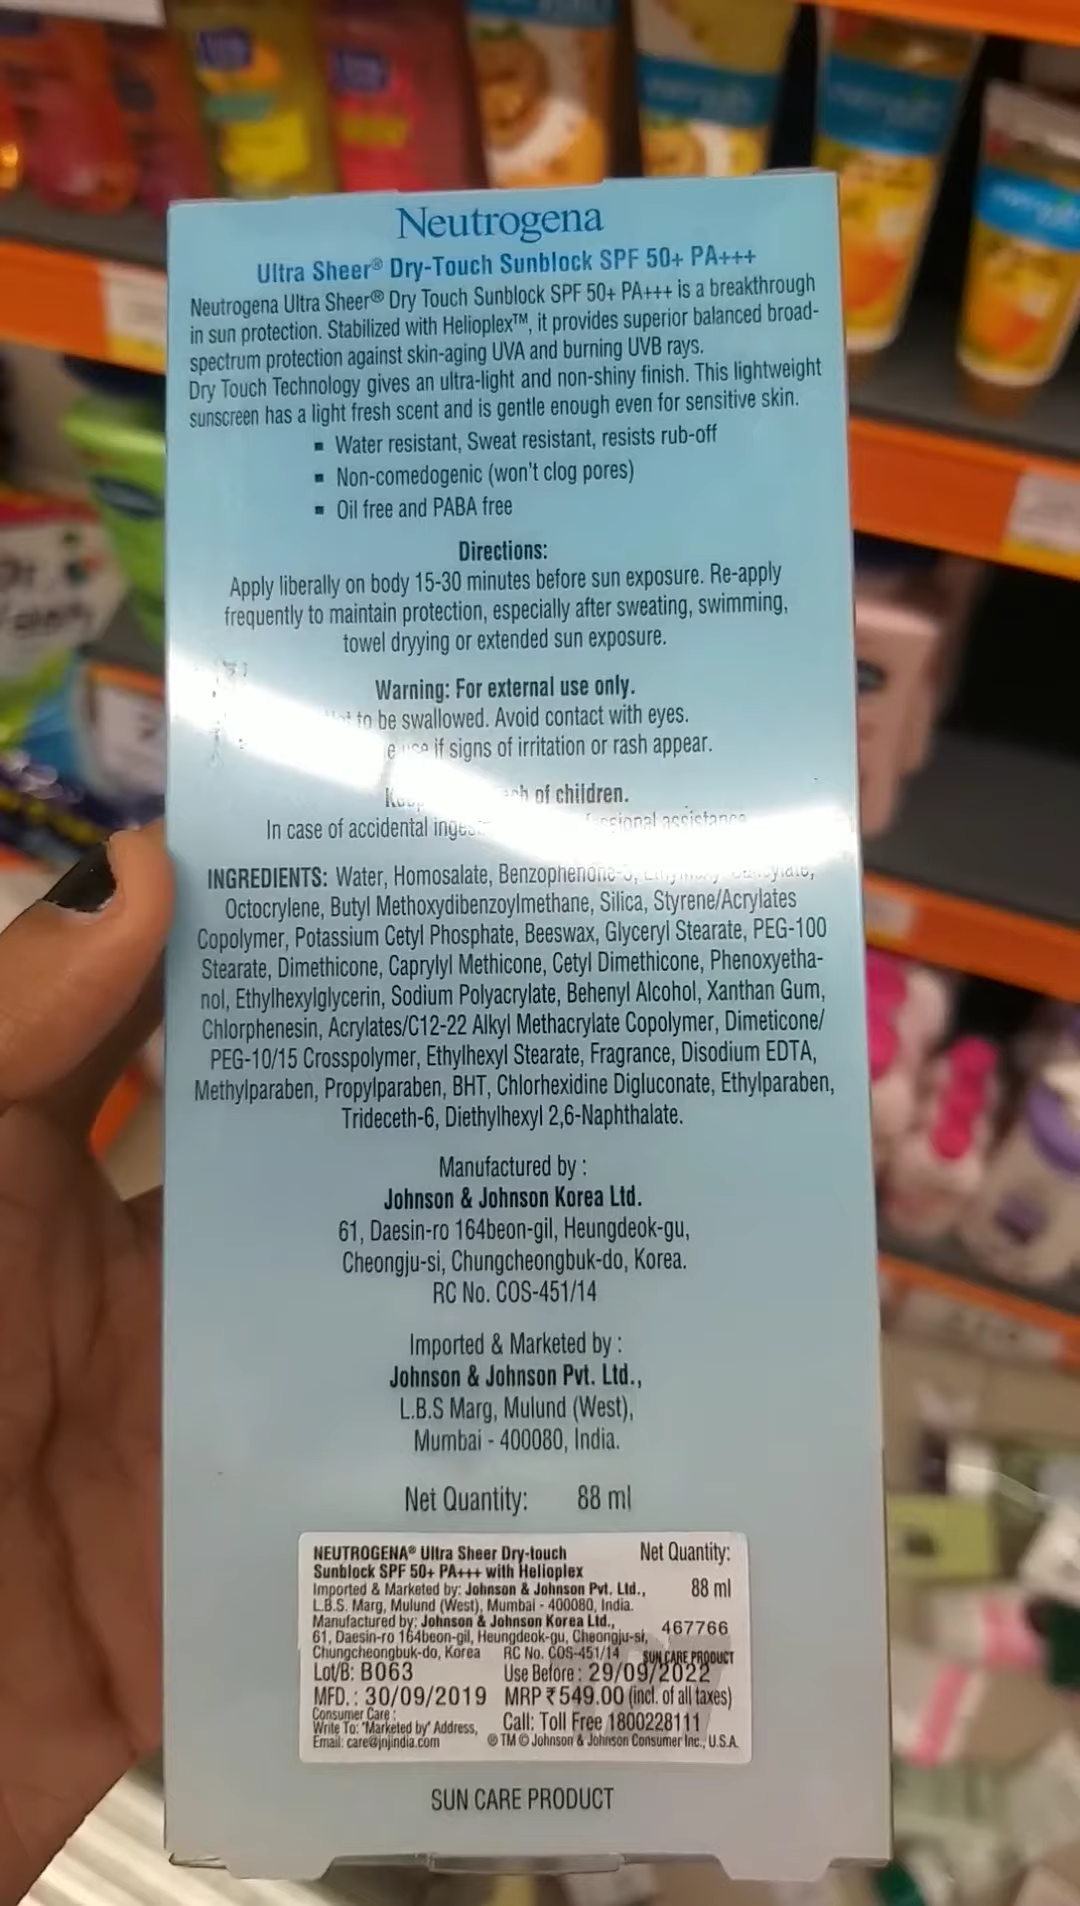 Neutrogena
Ultra Sheer® Dry-Touch Sunblock SPF 50+ PA+++
Neutrogena Ultra Sheer® Dry Touch Sunblock SPF 50+ PA+++ is a breakthrough
in sun protection. Stabilized with Helioplex™, it provides superior balanced broad-
spectrum protection against skin-aging UVA and burning UVB rays.
Dry Touch Technology gives an ultra-light and non-shiny finish. This lightweight
sunscreen has a light fresh scent and is gentle enough even for sensitive skin.
▪ Water resistant, Sweat resistant, resists rub-off
▪ Non-comedogenic (won't clog pores)
▪ Oil free and PABA free
Directions:
Apply liberally on body 15-30 minutes before sun exposure. Re-apply
frequently to maintain protection, especially after sweating, swimming,
towel dryying or extended sun exposure.
Warning: For external use only.
to be swallowed. Avoid contact with eyes.
if signs of irritation or rash appear.
of children.
In case of accidental assistance
INGREDIENTS: Water, Homosalate,
Octocrylene, Butyl Methoxydibenzoylmethane, Silica, Styrene/Acrylates
Copolymer, Potassium Cetyl Phosphate, Beeswax, Glyceryl Stearate, PEG-100
Stearate, Dimethicone, Caprylyl Methicone, Cetyl Dimethicone, Phenoxyetha-
nol, Ethylhexylglycerin, Sodium Polyacrylate, Behenyl Alcohol, Xanthan Gum,
Chlorphenesin, Acrylates/C12-22 Alkyl Methacrylate Copolymer, Dimeticone/
PEG-10/15 Crosspolymer, Ethylhexyl Stearate, Fragrance, Disodium EDTA,
Methylparaben, Propylparaben, BHT, Chlorhexidine Digluconate, Ethylparaben,
Trideceth-6, Diethylhexyl 2,6-Naphthalate.
Manufactured by :
Johnson & Johnson Korea Ltd.
61, Daesin-ro 164beon-gil, Heungdeok-gu,
Cheongju-si, Chungcheongbuk-do, Korea.
RC No. COS-451/14
Imported & Marketed by :
Johnson & Johnson Pvt. Ltd.,
L.B.S Marg, Mulund (West),
Mumbai - 400080, India.
Net Quantity: 88 ml
NEUTROGENA® Ultra Sheer Dry-touch Net Quantity:
Sunblock SPF 50+ PA+++ with Helioplex
Imported & Marketed by: Johnson & Johnson Pvt. Ltd., 88 ml
L.B.S. Marg, Mulund (West), Mumbai - 400080, India.
Manufactured by: Johnson & Johnson Korea Ltd., 467766
61, Daesin-ro 164beon-gil, Heungdeok-gu, Cheongju-si,
Chungcheongbuk-do, Korea RC No. COS-451/14 SUN CARE PRODUCT
Lot/B: B063 Use Before : 29/09/2022
MFD. : 30/09/2019 MRP ₹ 549.00 (incl. of all taxes)
Consumer Care :
Write To: "Marketed by" Address, Call: Toll Free 1800228111
Email: care@jnjindia.com ® TM © Johnson & Johnson Consumer Inc., U.S.A.
SUN CARE PRODUCT